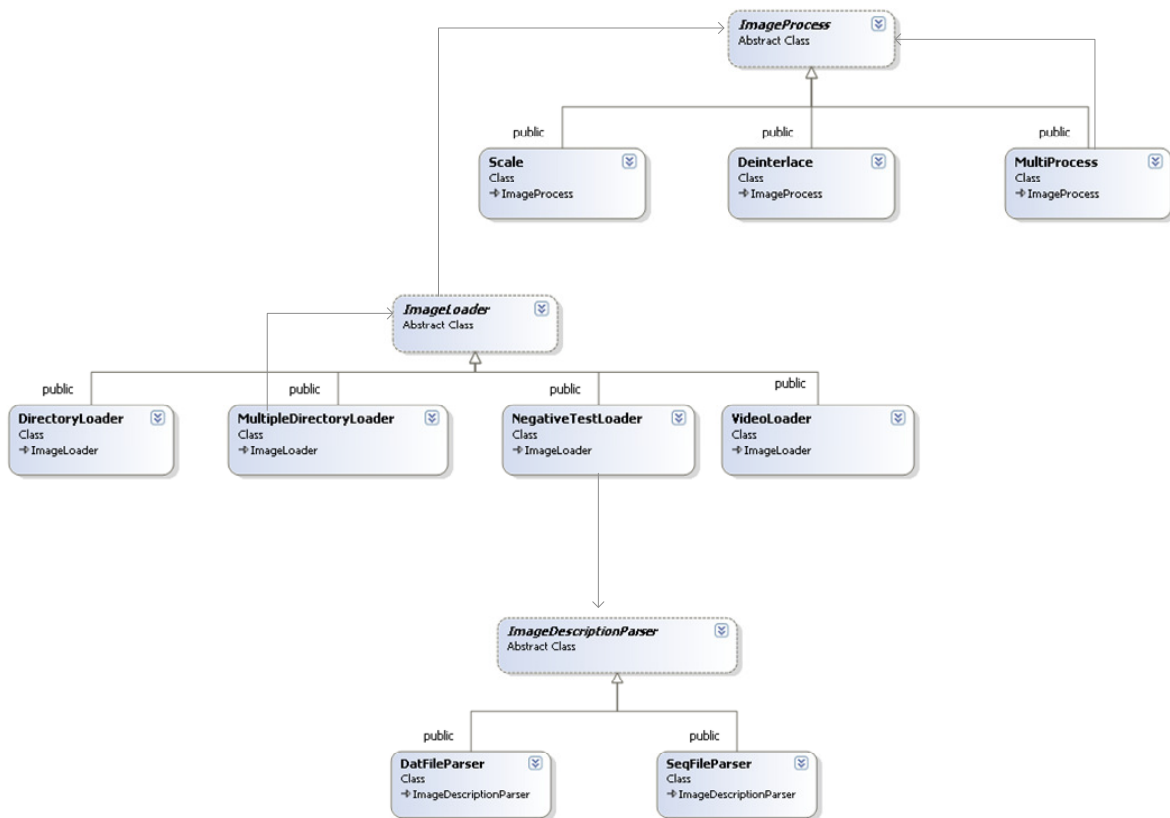 ImageProcess
Abstract Class
public
public
public
Scale
Class
ImageProcess
Deinterlace
Class
ImageProcess
MultiProcess
Class
ImageProcess
ImageLoader
Abstract Class
public
public
public
public
DirectoryLoader
Class
ImageLoader
MultipleDirectoryLoader
Class
ImageLoader
NegativeTestLoader
Class
ImageLoader
VideoLoader
Class
ImageLoader
ImageDescriptionParser
Abstract Class
public
public
DatFileParser
Class
ImageDescriptionParser
SeqFileParser
Class
ImageDescriptionParser